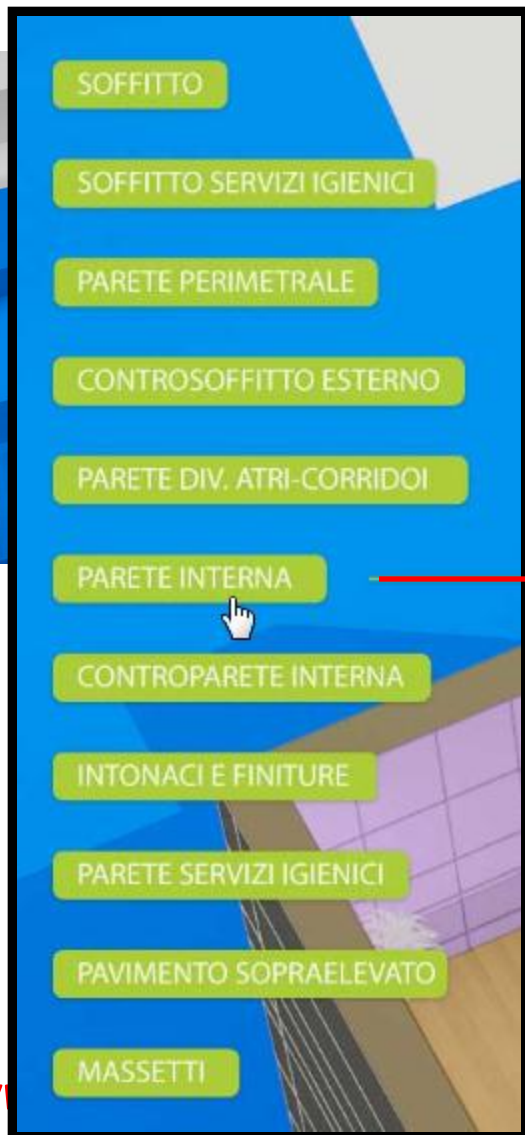 SOFFITTO
SOFFITTO SERVIZI IGIENICI
PARETE PERIMETRALE
CONTROSOFFITTO ESTERNO
PARETE DIV. ATRI-CORRIDOI
PARETE INTERNA
CONTROPARETE INTERNA
INTONACI E FINITURE
PARETE SERVIZI IGIENICI
PAVIMENTO SOPRAELEVATO
MASSETTI